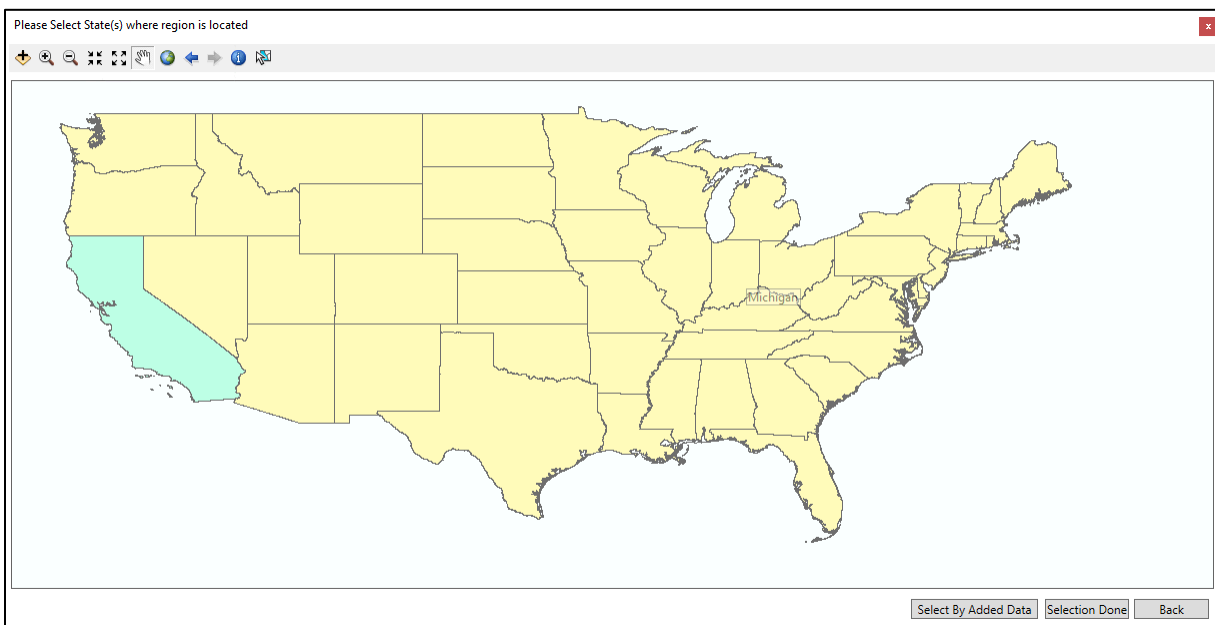 Please Select State(s) where region is located
x
Michigan
Select By Added Data
Selection Done
Back